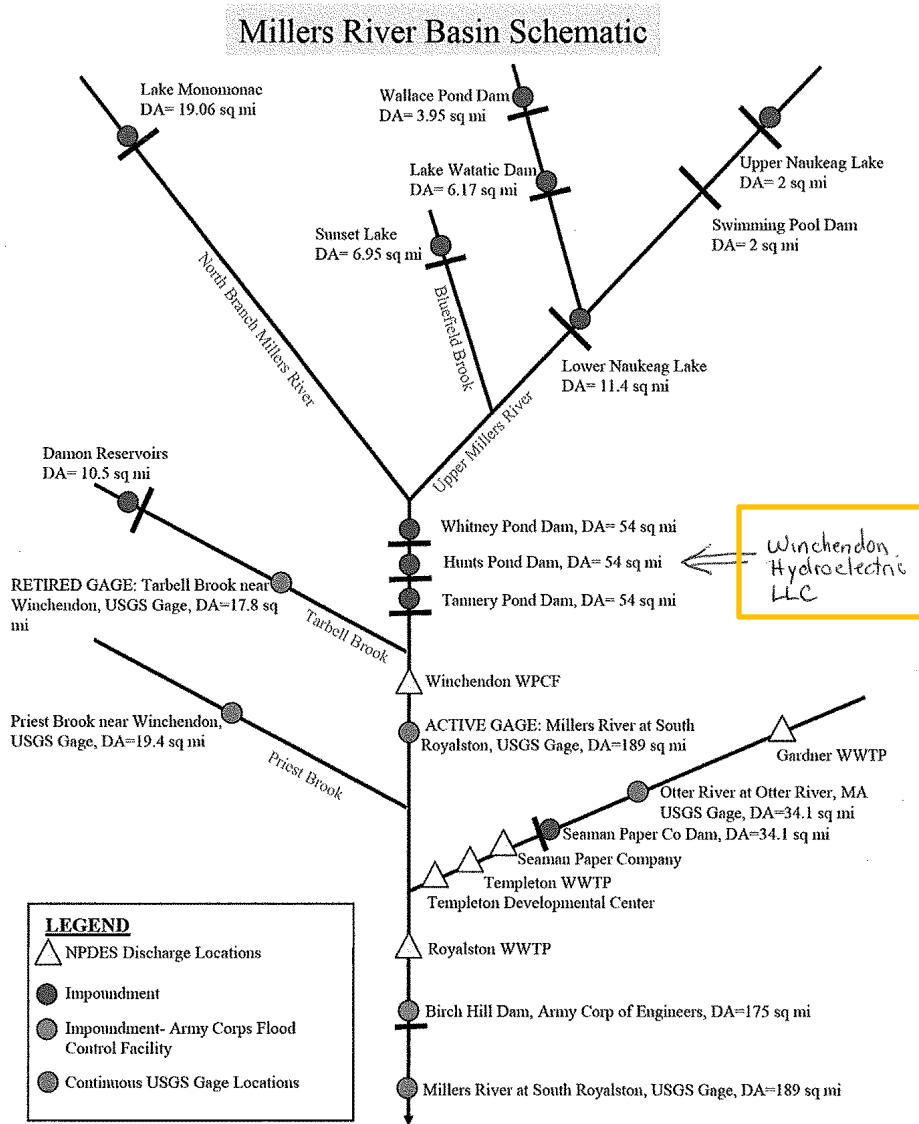 Millers River Basin Schematic
Lake Monomonac
DA= 19.06 sq mi
Wallace Pond Dam
DA= 3.95 sq mi
Lake Watatic Dam
DA= 6.17 sq mi
Upper Naukeag Lake
DA= 2 sq mi
Swimming Pool Dam
DA= 2 sq mi
Sunset Lake
DA= 6.95 sq mi
North Branch Millers River
Bluefield Brook
Lower Naukeag Lake
DA= 11.4 sq mi
Upper Millers River
Damon Reservoirs
DA= 10.5 sq mi
Whitney Pond Dam, DA= 54 sq mi
Hunts Pond Dam, DA= 54 sq mi
Tannery Pond Dam, DA= 54 sq mi
Winchendon
Hydroelectric
LLC
RETIRED GAGE: Tarbell Brook near
Winchendon, USGS Gage, DA=17.8 sq
mi
Tarbell Brook
Winchendon WPCF
Priest Brook near Winchendon,
USGS Gage, DA=19.4 sq mi
Priest Brook
ACTIVE GAGE: Millers River at South
Royalston, USGS Gage, DA=189 sq mi
Gardner WWTP
Otter River at Otter River, MA
USGS Gage, DA=34.1 sq mi
Seaman Paper Co Dam, DA=34.1 sq mi
Seaman Paper Company
Templeton WWTP
Templeton Developmental Center
Royalston WWTP
Birch Hill Dam, Army Corp of Engineers, DA=175 sq mi
Millers River at South Royalston, USGS Gage, DA=189 sq mi
LEGEND
NPDES Discharge Locations
Impoundment
Impoundment- Army Corps Flood
Control Facility
Continuous USGS Gage Locations